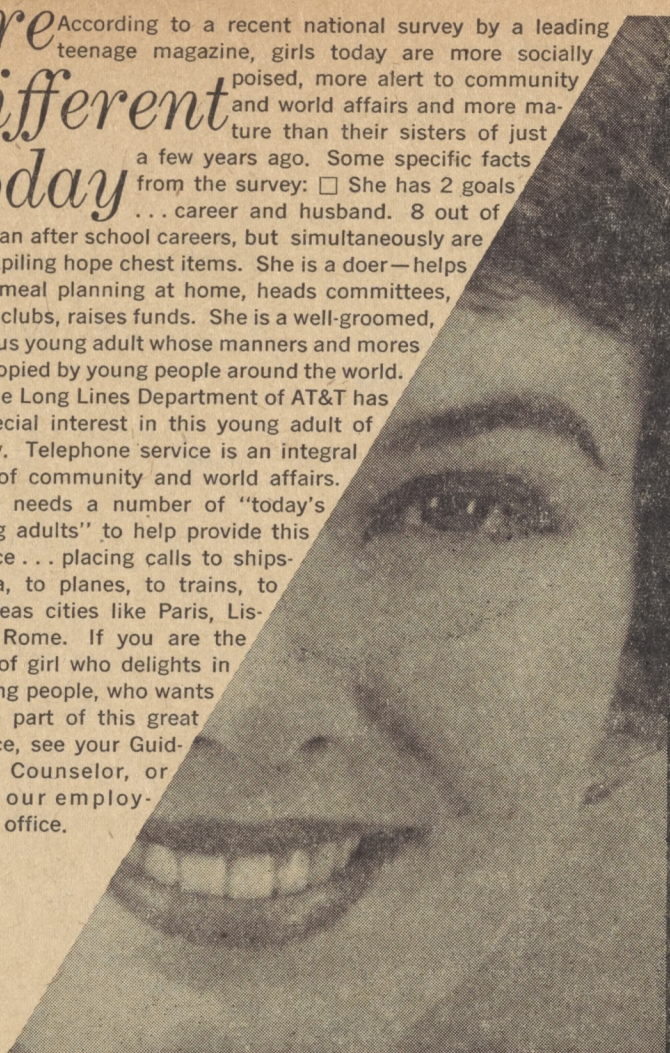 re
ifferent
oday
According to a recent national survey by a leading
teenage magazine, girls today are more socially
poised, more alert to community
and world affairs and more ma-
ture than their sisters of just
a few years ago. Some specific facts
from the survey: □ She has 2 goals
... career and husband. 8 out of
an after school careers, but simultaneously are
piling hope chest items. She is a doer—helps
meal planning at home, heads committees,
clubs, raises funds. She is a well-groomed,
us young adult whose manners and mores
opied by young people around the world.
e Long Lines Department of AT&T has
ecial interest in this young adult of
y. Telephone service is an integral
of community and world affairs.
needs a number of "today's
g adults" to help provide this
ce ... placing calls to ships-
a, to planes, to trains, to
eas cities like Paris, Lis-
Rome. If you are the
of girl who delights in
ng people, who wants
part of this great
ce, see your Guid-
Counselor, or
our employ-
office.